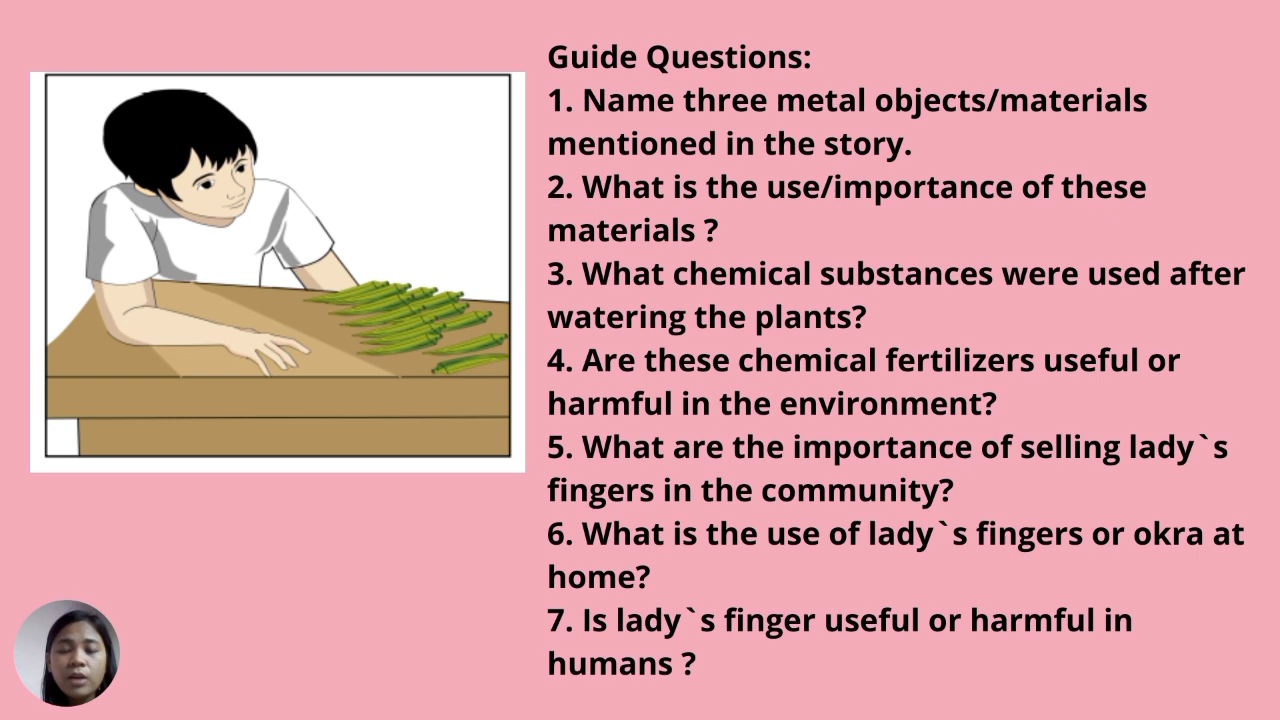 Guide Questions:
1. Name three metal objects/materials
mentioned in the story.
2. What is the use/importance of these
materials ?
3. What chemical substances were used after
watering the plants?
4. Are these chemical fertilizers useful or
harmful in the environment?
5. What are the importance of selling lady`s
fingers in the community?
6. What is the use of lady`s fingers or okra at
home?
7. Is lady`s finger useful or harmful in
humans ?